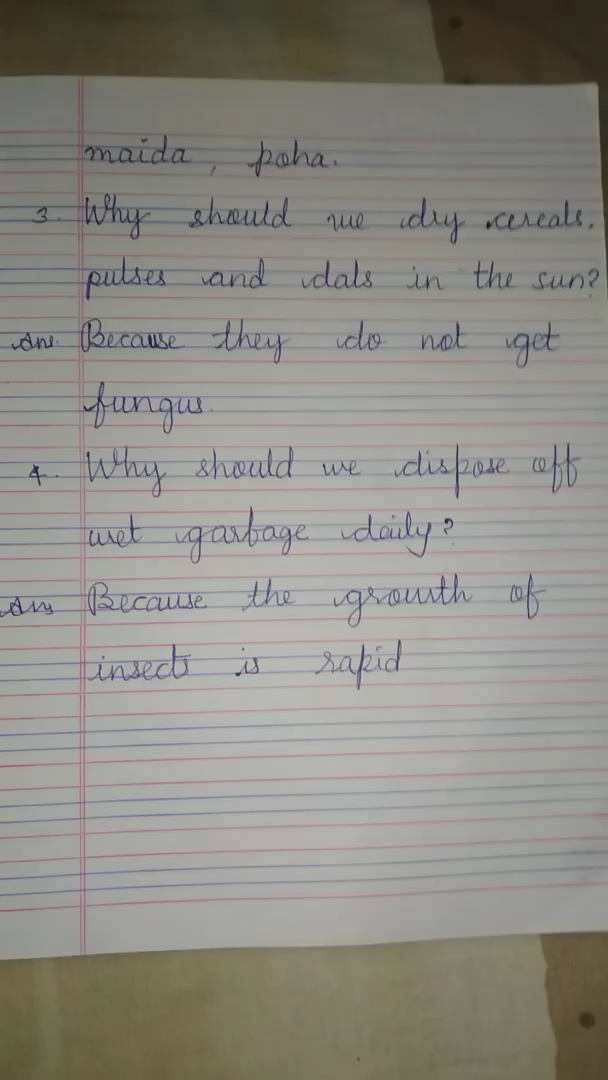 maida, poha.
3. Why should we dry cereals,
pulses and dals in the sun?
Ans. Because they do not get
fungus.
4. Why should we dispose off
wet garbage daily?
Ans Because the growth of
insects is rapid